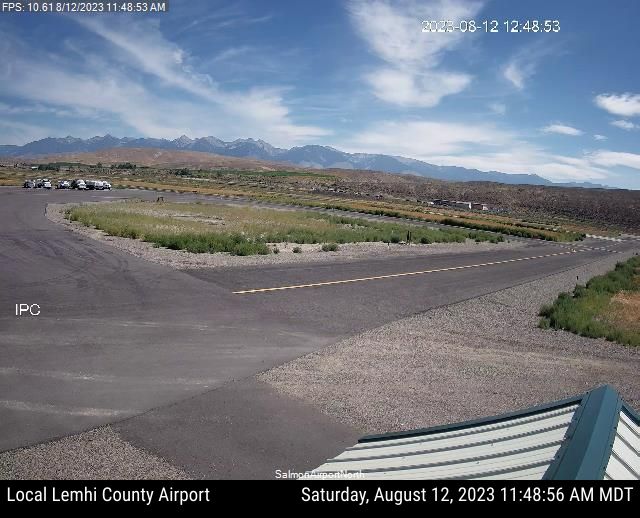 FPS: 10.61 8/12/2023 11:48:53 AM
2023-08-12 12:48:53
IPC
SalmonAirportNorth
Local Lemhi County Airport
Saturday, August 12, 2023 11:48:56 AM MDT